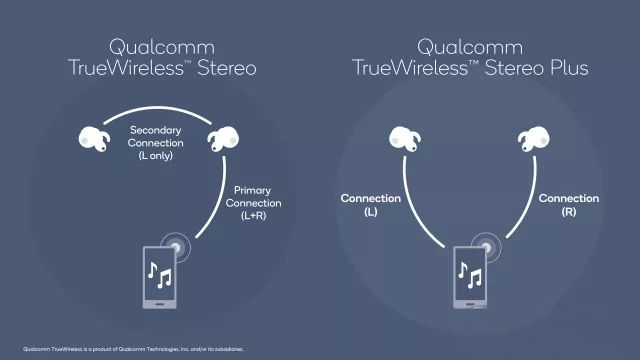 Qualcomm
TrueWireless™ Stereo
Secondary
Connection
(L only)
Primary
Connection
(L+R)
Qualcomm
TrueWireless™ Stereo Plus
Connection
(L)
Connection
(R)
Qualcomm TrueWireless is a product of Qualcomm Technologies, Inc. and/or its subsidiaries.